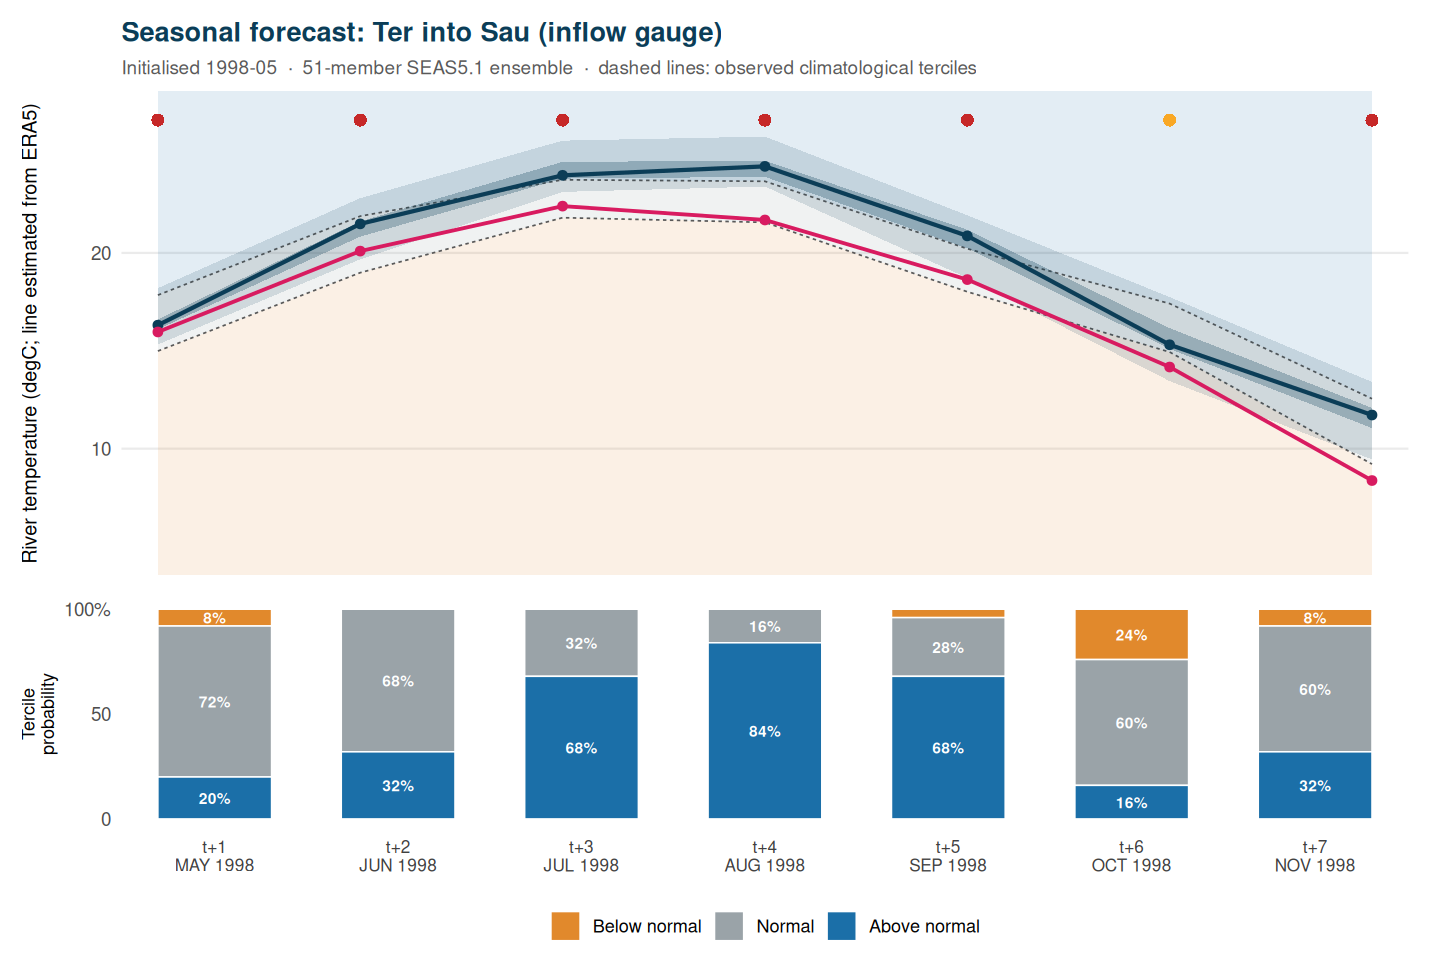 Seasonal forecast: Ter into Sau (inflow gauge)
Initialised 1998-05 · 51-member SEAS5.1 ensemble · dashed lines: observed climatological terciles
River temperature (degC; line estimated from ERA5)
20
10
Tercile
probability
100%
50
0
8%
72%
20%
68%
32%
32%
68%
16%
84%
28%
68%
24%
60%
16%
8%
60%
32%
t+1
MAY 1998
t+2
JUN 1998
t+3
JUL 1998
t+4
AUG 1998
t+5
SEP 1998
t+6
OCT 1998
t+7
NOV 1998
Below normal
Normal
Above normal